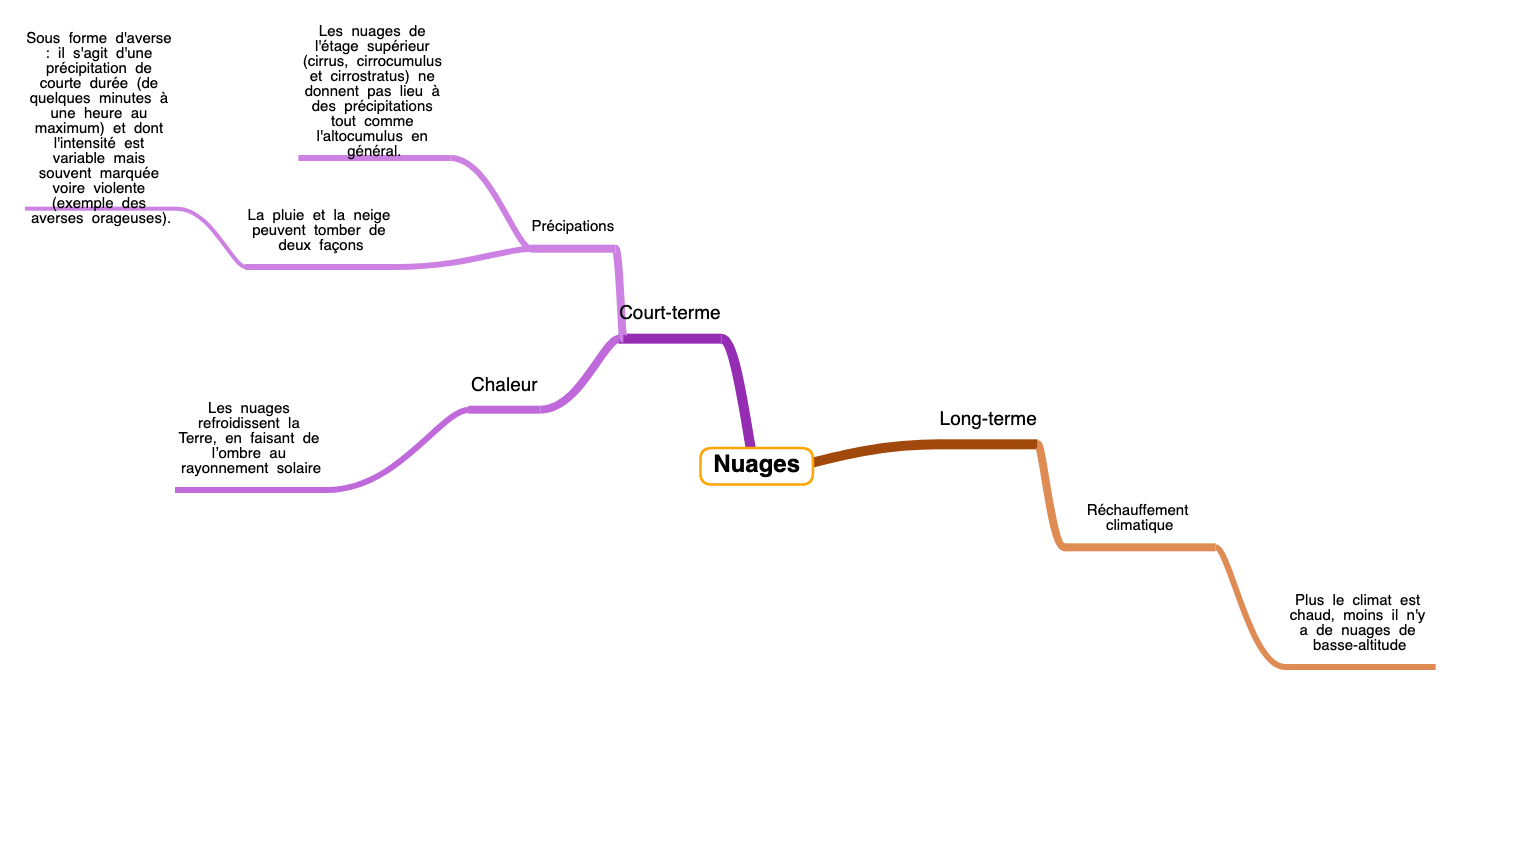 Sous forme d'averse
: il s'agit d'une
précipitation de
courte durée (de
quelques minutes à
une heure au
maximum) et dont
l'intensité est
variable mais
souvent marquée
voire violente
(exemple des
averses orageuses).
Les nuages de
l'étage supérieur
(cirrus, cirrocumulus
et cirrostratus) ne
donnent pas lieu à
des précipitations
tout comme
l'altocumulus en
général.
La pluie et la neige
peuvent tomber de
deux façons
Précipations
Court-terme
Chaleur
Les nuages
refroidissent la
Terre, en faisant de
l'ombre au
rayonnement solaire
Nuages
Long-terme
Réchauffement
climatique
Plus le climat est
chaud, moins il n'y
a de nuages de
basse-altitude